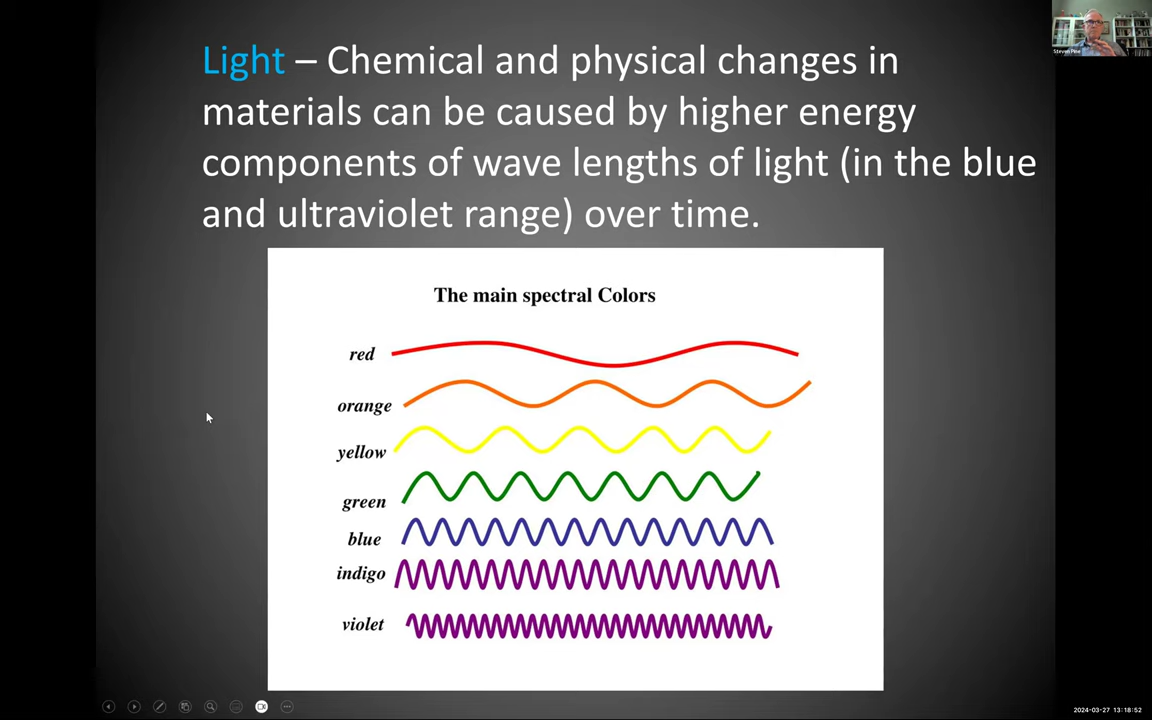 Light – Chemical and physical changes in
materials can be caused by higher energy
components of wave lengths of light (in the blue
and ultraviolet range) over time.
The main spectral Colors
red
orange
yellow
green
blue
indigo
violet
Steven Pine
2024-03-27 13:18:52